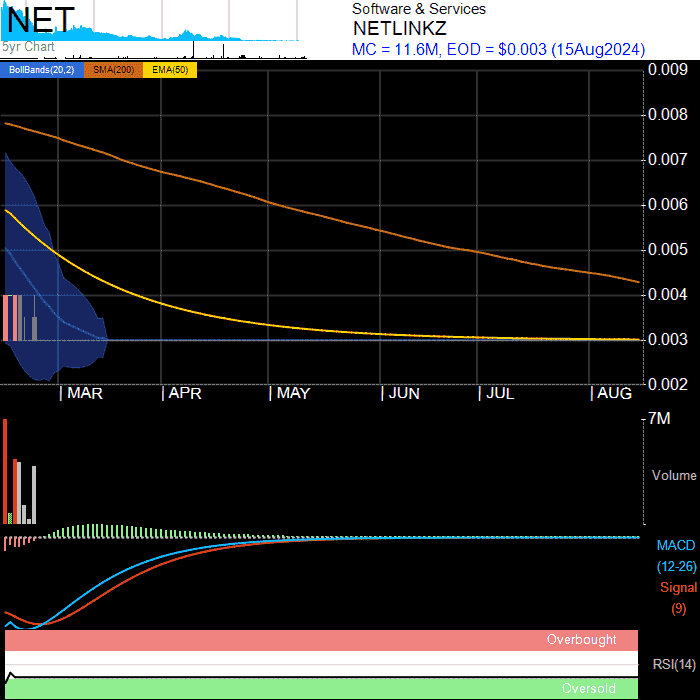 NET
5yr Chart
Software & Services
NETLINKZ
MC = 11.6M, EOD = $0.003 (15Aug2024)
BollBands(20,2) SMA(200) EMA(50)
0.009
0.008
0.007
0.006
0.005
0.004
0.003
0.002
MAR APR MAY JUN JUL AUG
7M
Volume
MACD
(12-26)
Signal
(9)
Overbought
RSI(14)
Oversold